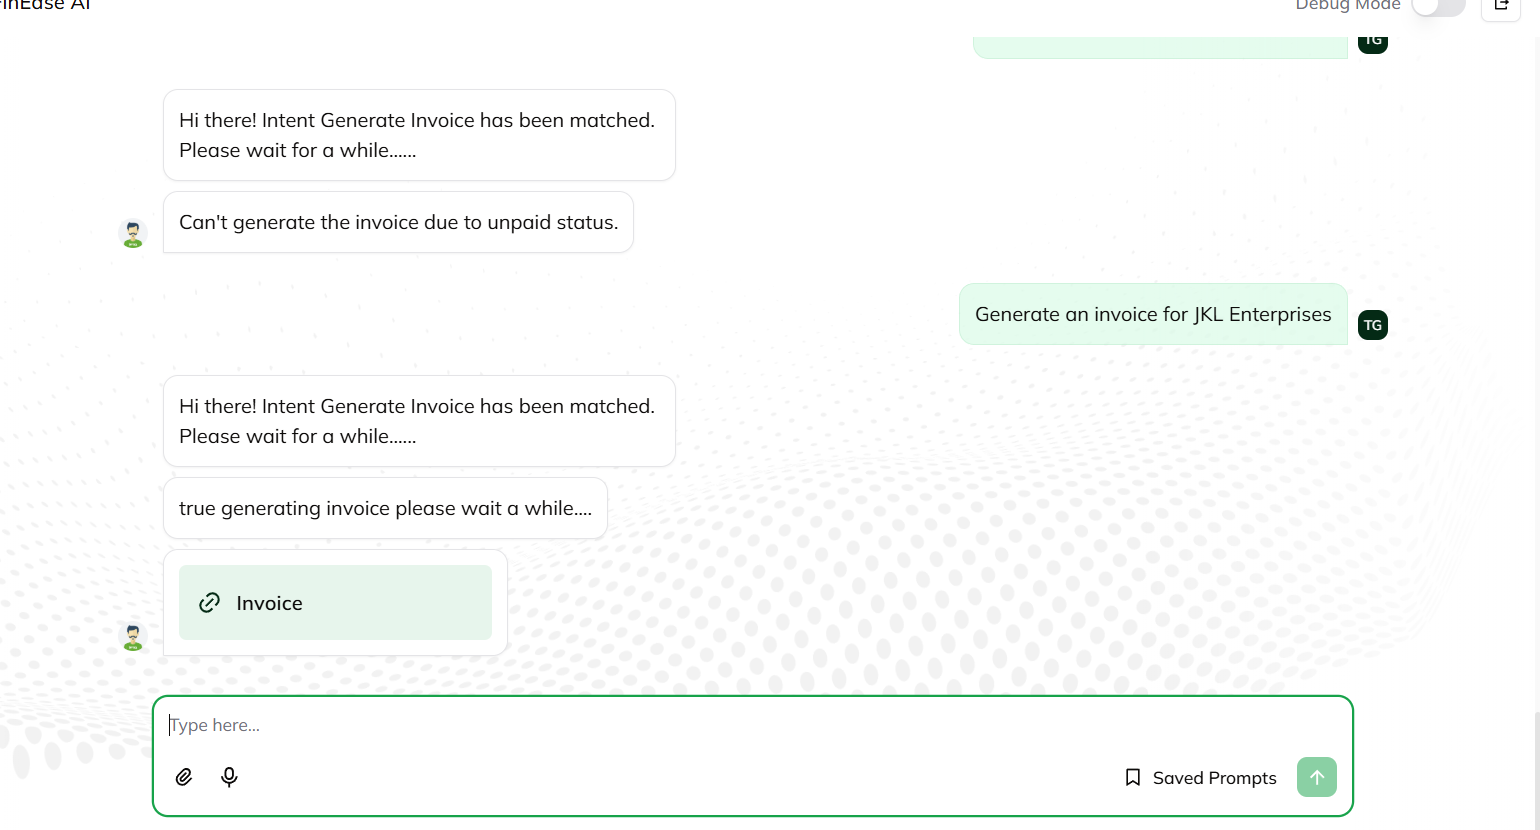 FinEase AI
Debug Mode
TG
Hi there! Intent Generate Invoice has been matched.
Please wait for a while......
Can't generate the invoice due to unpaid status.
Generate an invoice for JKL Enterprises
TG
Hi there! Intent Generate Invoice has been matched.
Please wait for a while......
true generating invoice please wait a while....
Invoice
Type here...
Saved Prompts